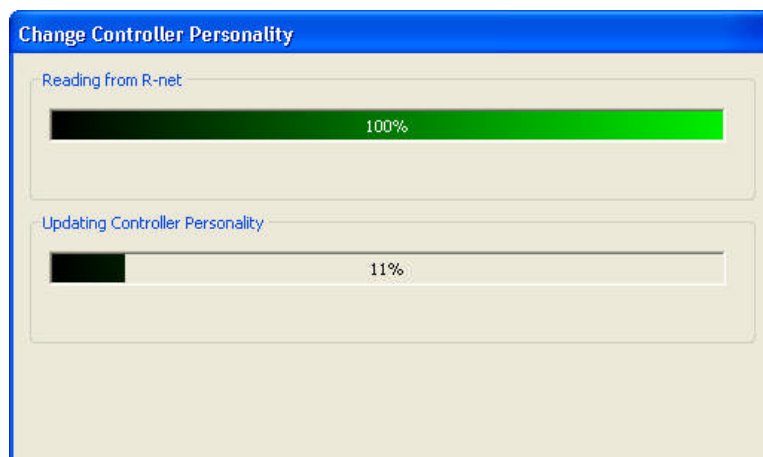 Change Controller Personality
Reading from R-net
100%
Updating Controller Personality
11%